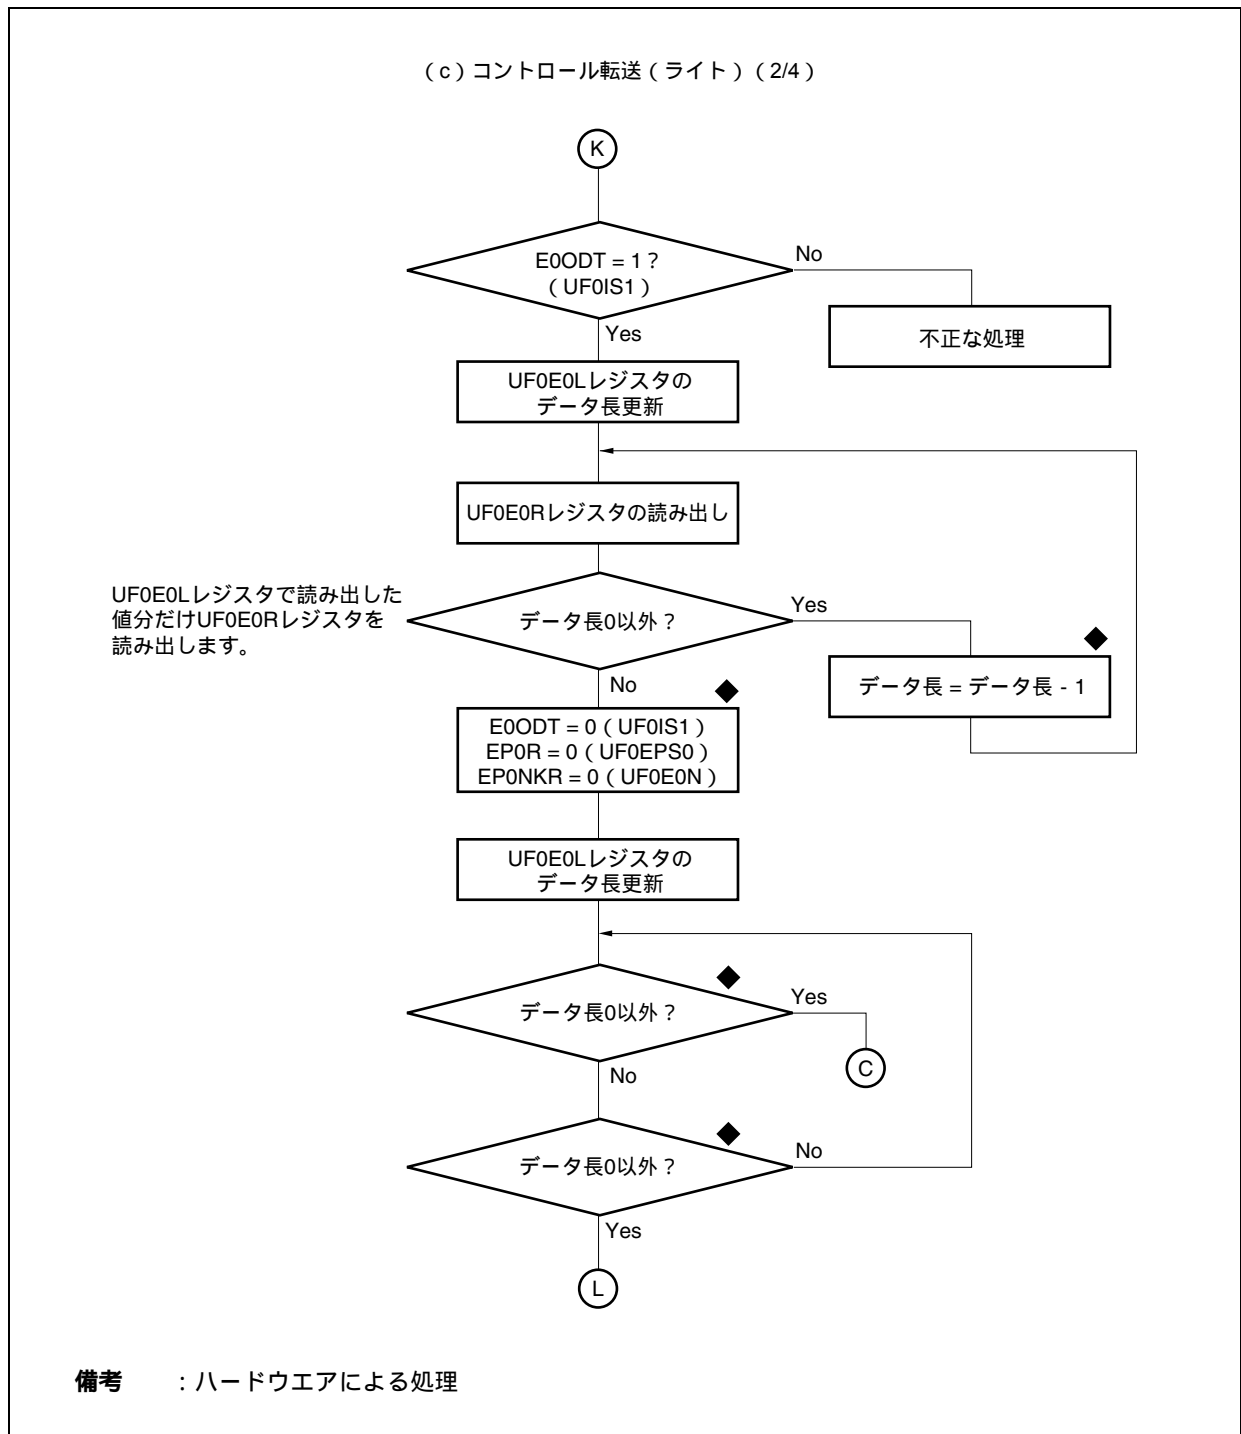 (c)コントロール転送(ライト)(2/4)
K
E0ODT = 1?
(UF0IS1)
No
Yes
不正な処理
UF0E0Lレジスタの
データ長更新
UF0E0Rレジスタの読み出し
UF0E0Lレジスタで読み出した
値分だけUF0E0Rレジスタを
読み出します。
データ長0以外?
Yes
No
データ長 = データ長 - 1
E0ODT = 0(UF0IS1)
EP0R = 0(UF0EPS0)
EP0NKR = 0(UF0E0N)
UF0E0Lレジスタの
データ長更新
データ長0以外?
Yes
C
No
データ長0以外?
No
Yes
L
備考 :ハードウエアによる処理